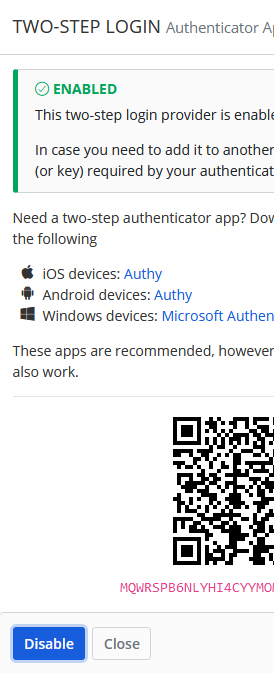 TWO-STEP LOGIN Authenticator Ap
ENABLED
This two-step login provider is enable
In case you need to add it to another
(or key) required by your authenticat
Need a two-step authenticator app? Dow
the following
iOS devices: Authy
Android devices: Authy
Windows devices: Microsoft Authen
These apps are recommended, however
also work.
MQWRSPB6NLYHI4CYYMO
Disable
Close